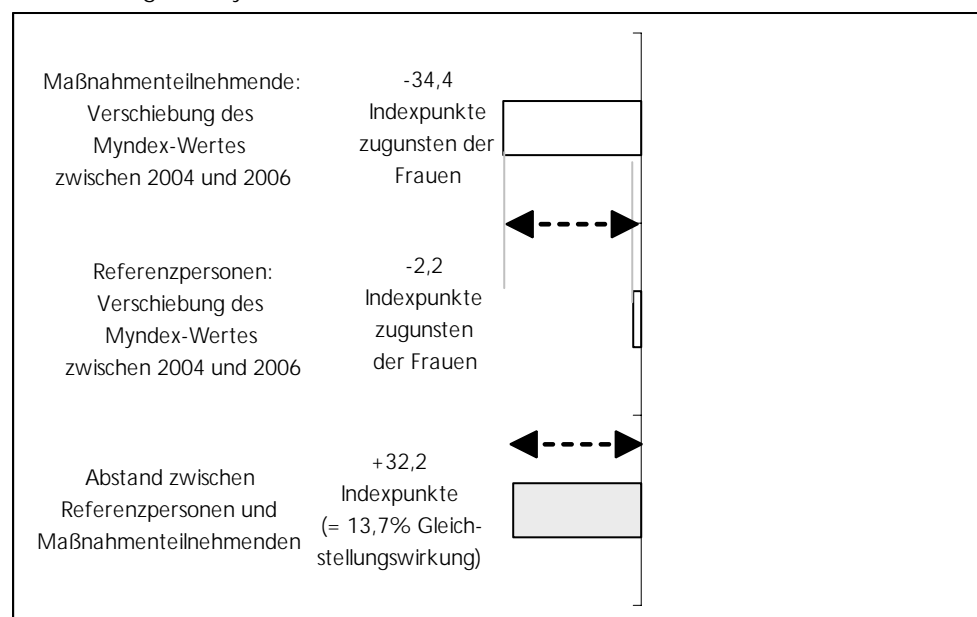 Maßnahmenteilnehmende:
Verschiebung des
Myndex-Wertes
zwischen 2004 und 2006
-34,4
Indexpunkte
zugunsten der
Frauen
Referenzpersonen:
Verschiebung des
Myndex-Wertes
zwischen 2004 und 2006
-2,2
Indexpunkte
zugunsten
der Frauen
Abstand zwischen
Referenzpersonen und
Maßnahmenteilnehmenden
+32,2
Indexpunkte
(= 13,7% Gleich-
stellungswirkung)